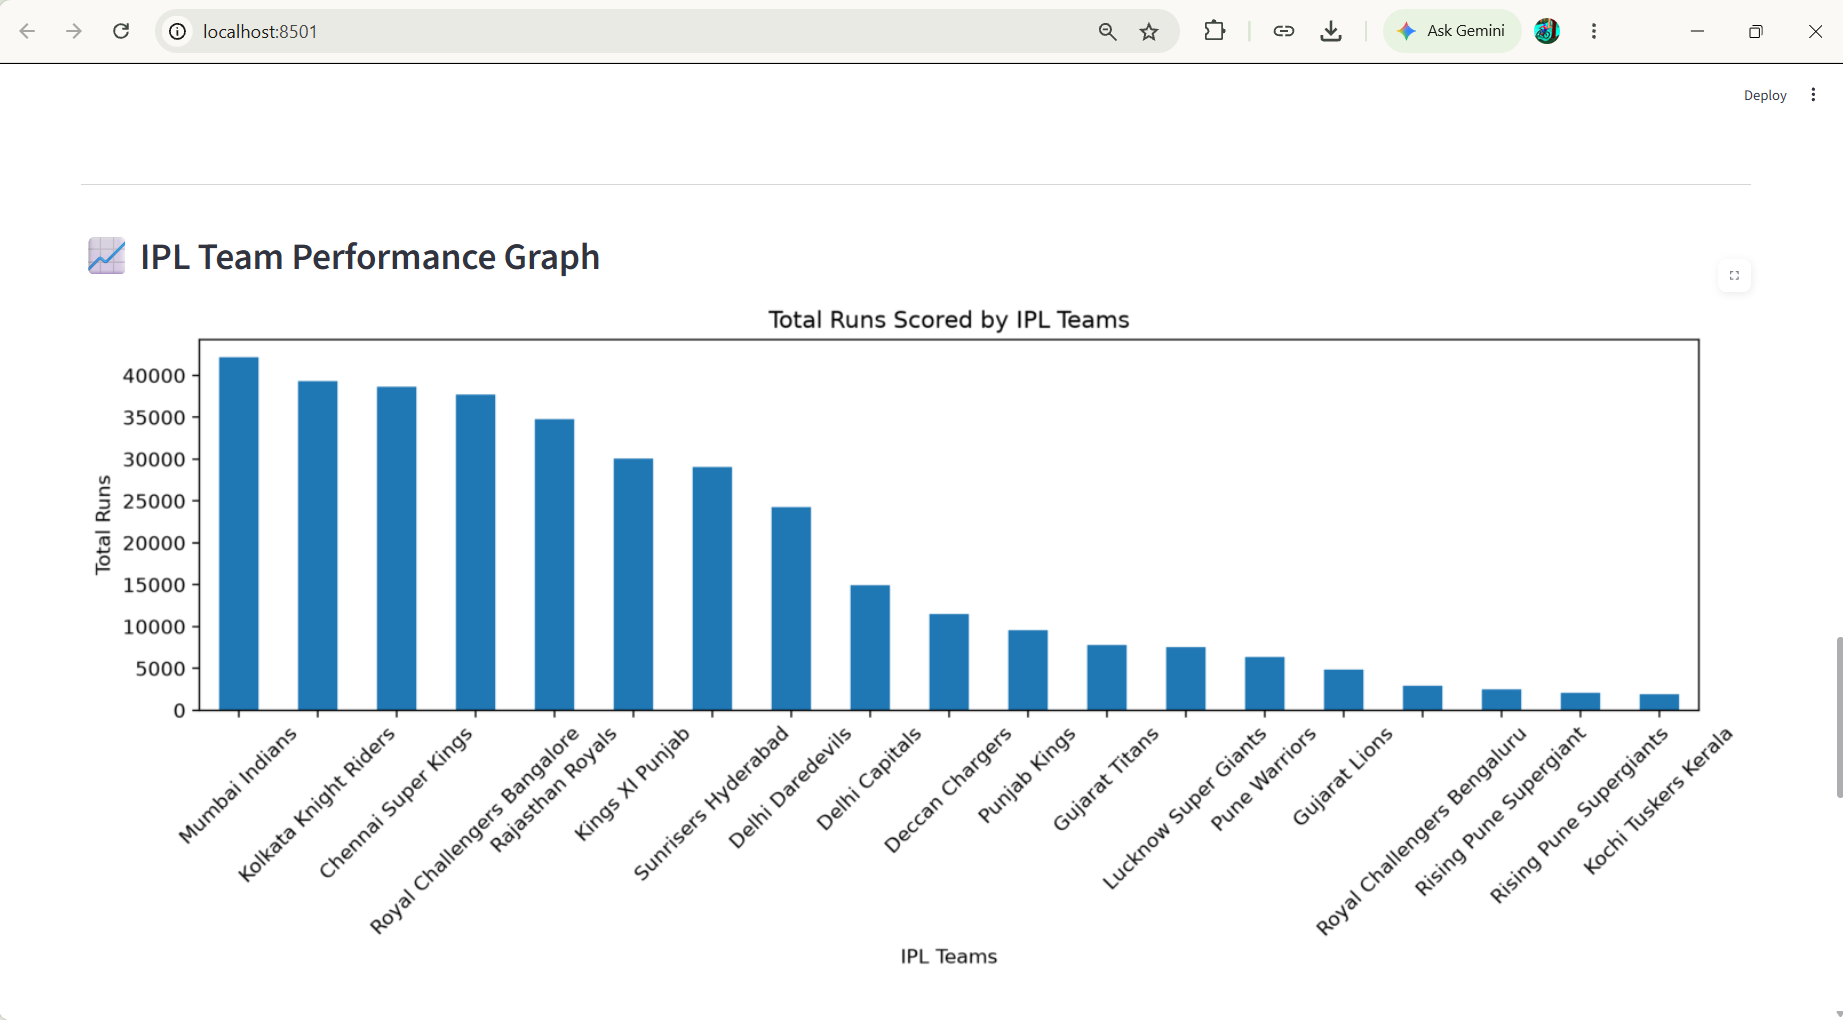 localhost:8501
Ask Gemini
Deploy
IPL Team Performance Graph
Total Runs Scored by IPL Teams
Total Runs
40000
35000
30000
25000
20000
15000
10000
5000
0
Mumbai Indians
Kolkata Knight Riders
Chennai Super Kings
Royal Challengers Bangalore
Rajasthan Royals
Kings XI Punjab
Sunrisers Hyderabad
Delhi Daredevils
Delhi Capitals
Deccan Chargers
Punjab Kings
Gujarat Titans
Lucknow Super Giants
Pune Warriors
Gujarat Lions
Royal Challengers Bengaluru
Rising Pune Supergiant
Rising Pune Supergiants
Kochi Tuskers Kerala
IPL Teams